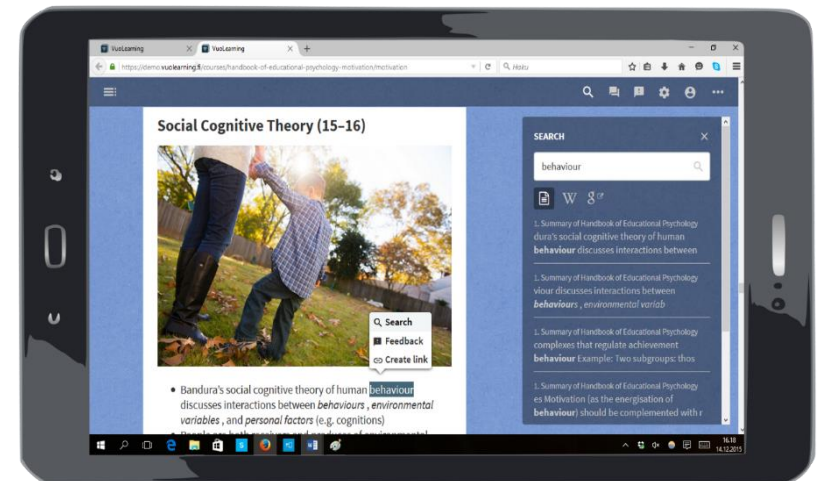 VuoLearning
VuoLearning
https://demo.vuolearning.fi/courses/handbook-of-educational-psychology-motivation/motivation
Haku
Social Cognitive Theory (15–16)
Search
Feedback
Create link
• Bandura's social cognitive theory of human behaviour
discusses interactions between behaviours , environmental
variables , and personal factors (e.g. cognitions)
SEARCH
behaviour
W g
1. Summary of Handbook of Educational Psychology
dura's social cognitive theory of human
behaviour discusses interactions between
1. Summary of Handbook of Educational Psychology
viour discusses interactions between
behaviours , environmental variab
1. Summary of Handbook of Educational Psychology
complexes that regulate achievement
behaviour Example: Two subgroups: thos
1. Summary of Handbook of Educational Psychology
es Motivation (as the energisation of
behaviour) should be complemented with r
16.18
14.12.2015